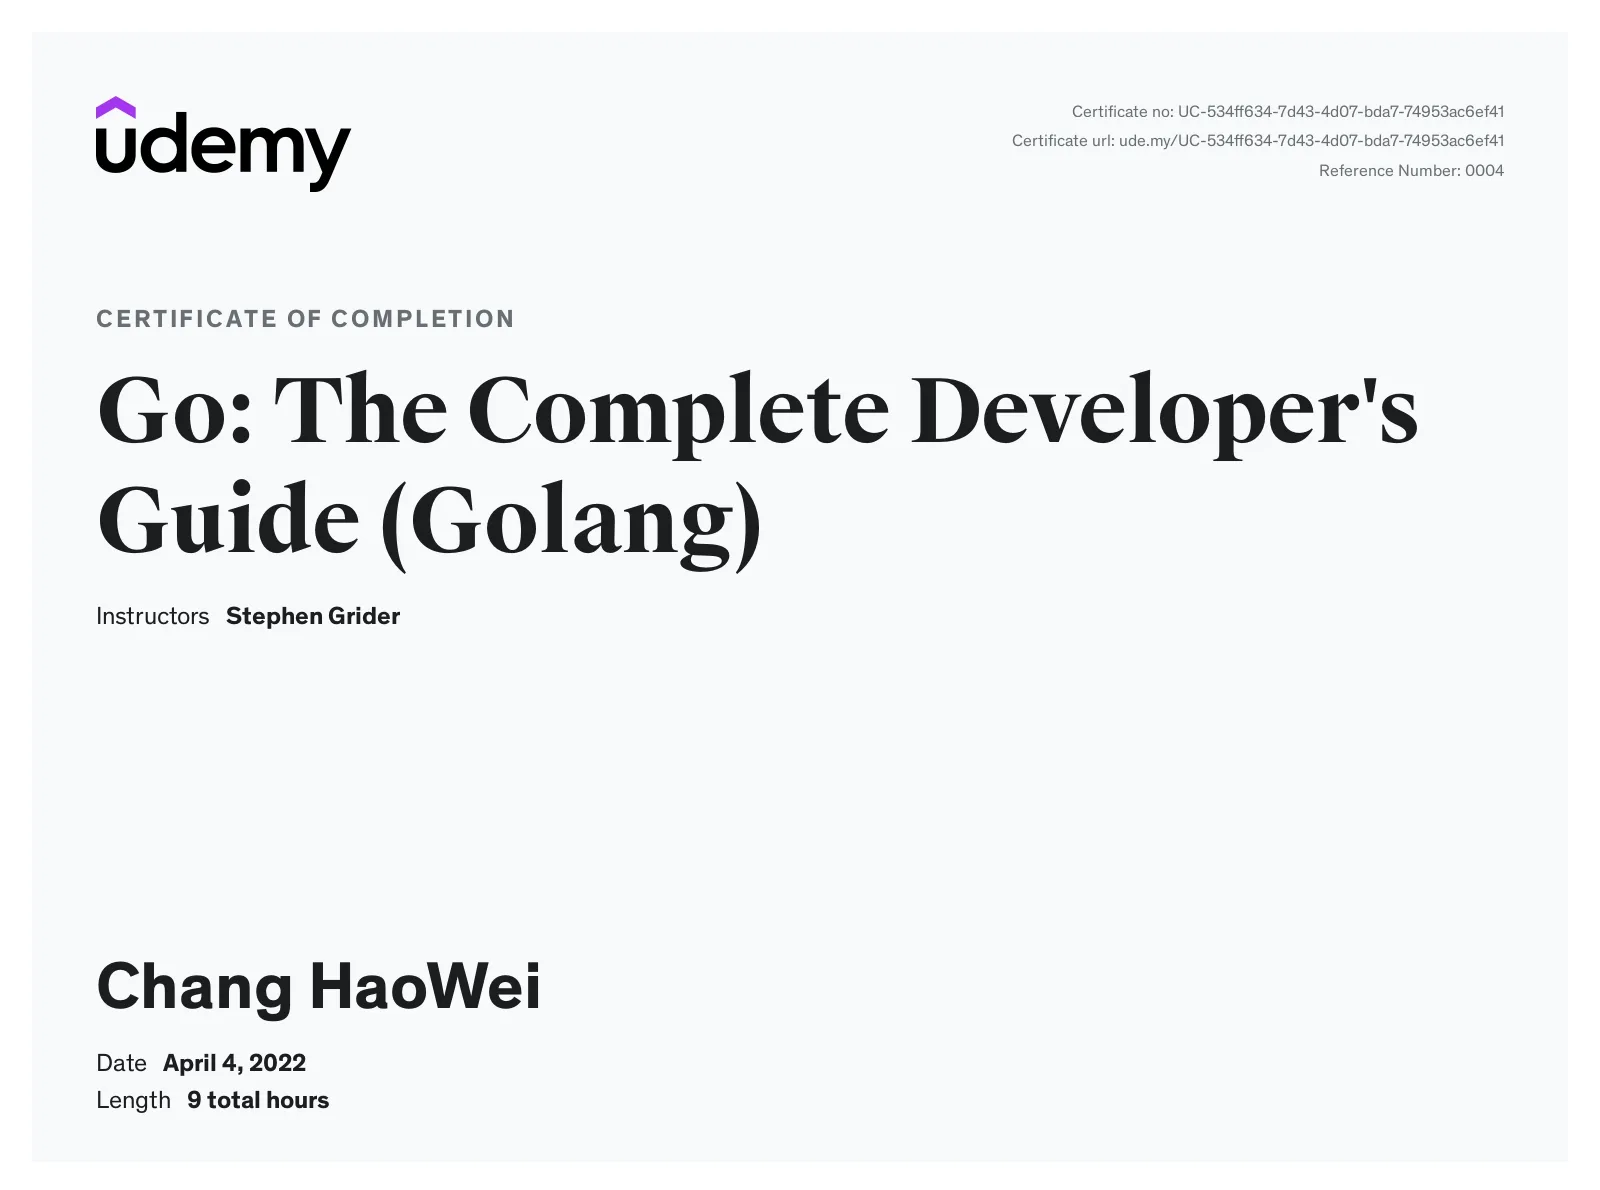 udemy
Certificate no: UC-534ff634-7d43-4d07-bda7-74953ac6ef41
Certificate url: ude.my/UC-534ff634-7d43-4d07-bda7-74953ac6ef41
Reference Number: 0004
CERTIFICATE OF COMPLETION
Go: The Complete Developer's
Guide (Golang)
Instructors Stephen Grider
Chang HaoWei
Date April 4, 2022
Length 9 total hours